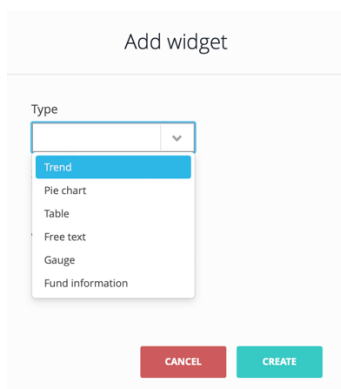 Add widget
Type
Trend
Pie chart
Table
Free text
Gauge
Fund information
CANCEL
CREATE